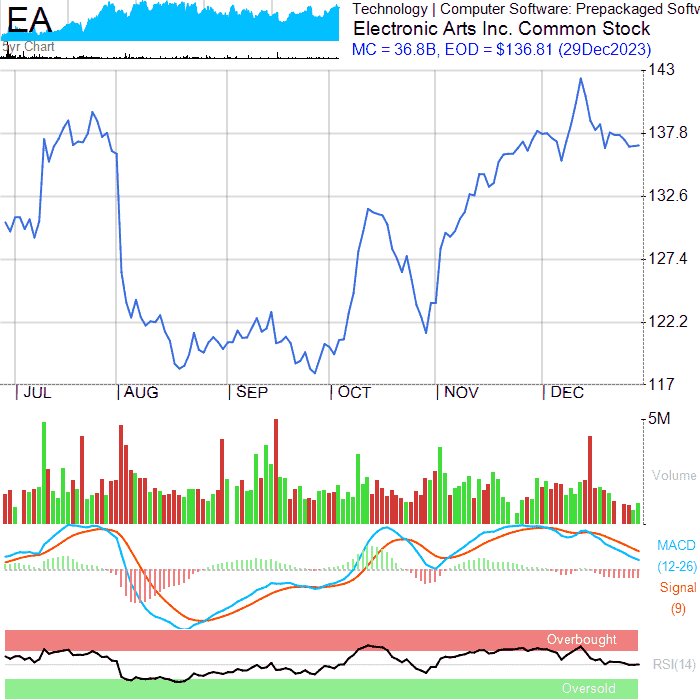 EA
5yr Chart
Technology | Computer Software: Prepackaged Softw
Electronic Arts Inc. Common Stock
MC = 36.8B, EOD = $136.81 (29Dec2023)
143
137.8
132.6
127.4
122.2
117
JUL AUG SEP OCT NOV DEC
5M
Volume
MACD
(12-26)
Signal
(9)
Overbought
RSI(14)
Oversold